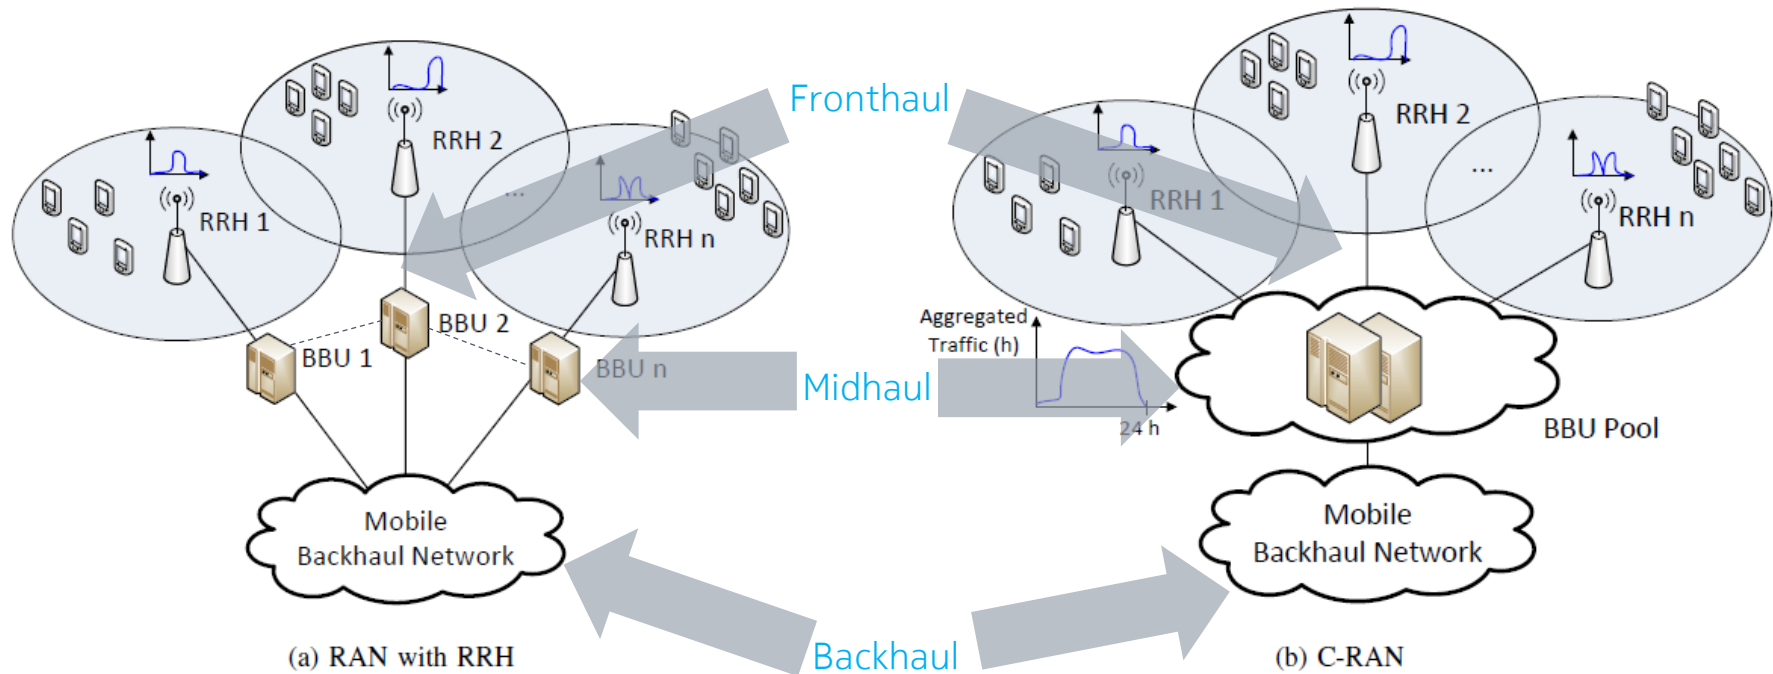 Fronthaul
RRH 2
RRH 1
...
RRH n
BBU 2
BBU 1
BBU n
Mobile
Backhaul Network
(a) RAN with RRH
Midhaul
Backhaul
RRH 2
RRH 1
...
RRH n
Aggregated
Traffic (h)
24 h
BBU Pool
Mobile
Backhaul Network
(b) C-RAN